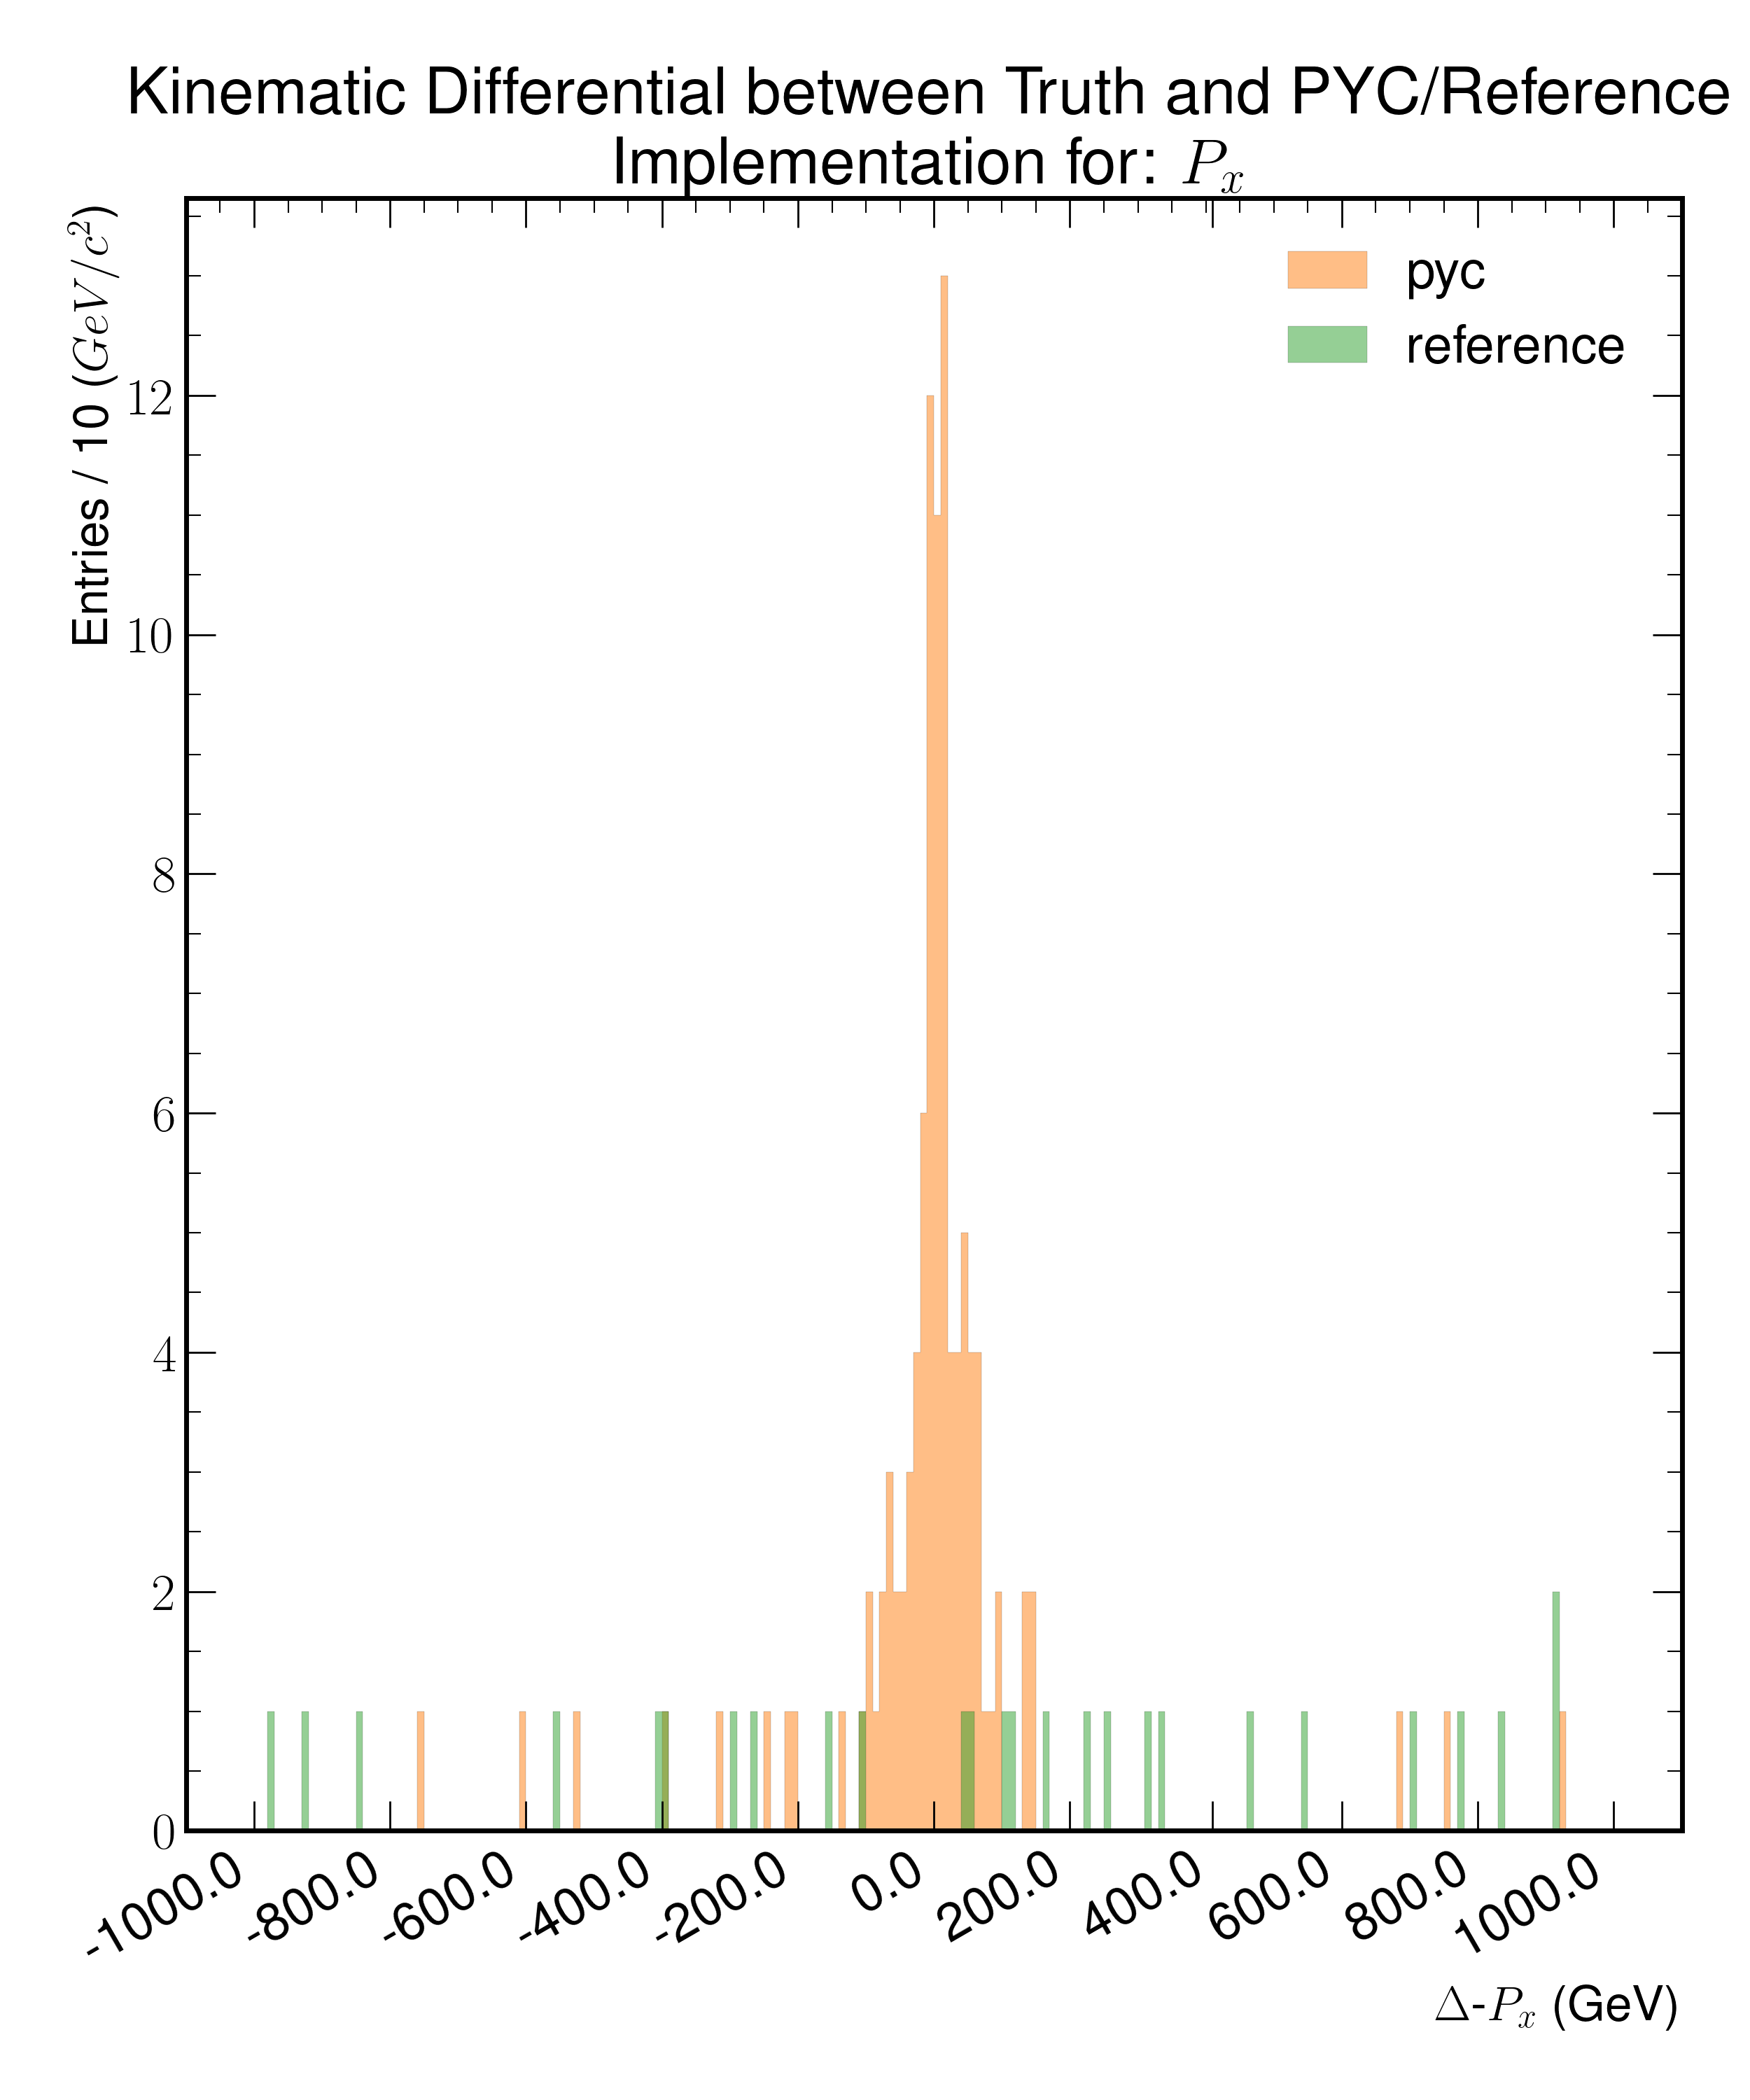 Kinematic Differential between Truth and PYC/Reference
Implementation for: $P_x$
Entries / 10 ($GeV/c^2$)
pyc
reference
12
10
8
6
4
2
0
-1000.0 -800.0 -600.0 -400.0 -200.0 0.0 200.0 400.0 600.0 800.0 1000.0
Δ-$P_x$ (GeV)